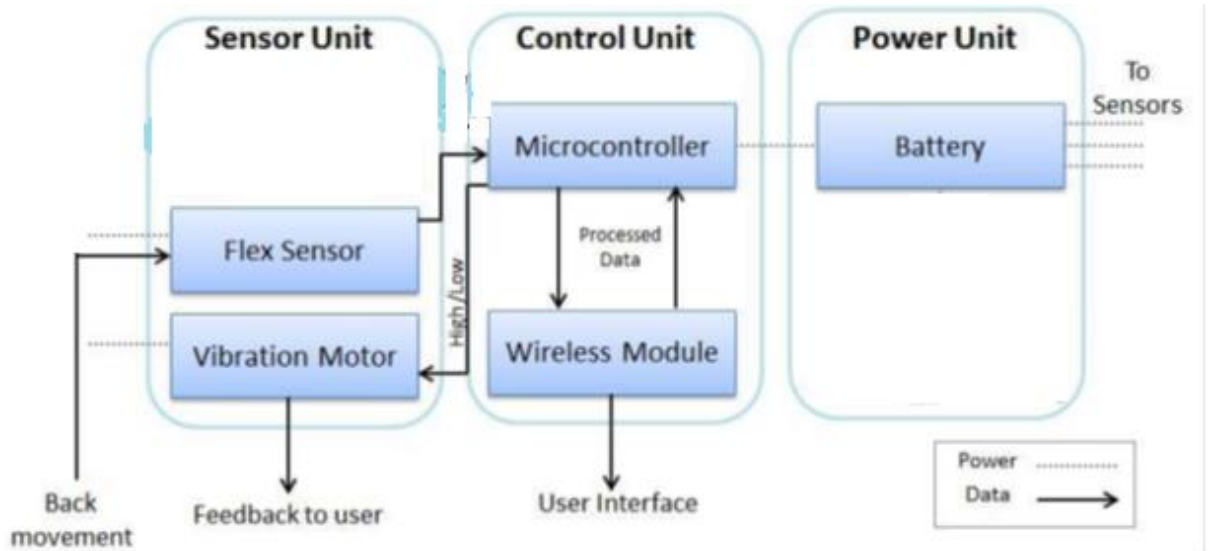 Sensor Unit
Control Unit
Power Unit
To
Sensors
Microcontroller
Battery
Flex Sensor
Processed
Data
High /Low
Vibration Motor
Wireless Module
Back
movement
Feedback to user
User Interface
Power
Data